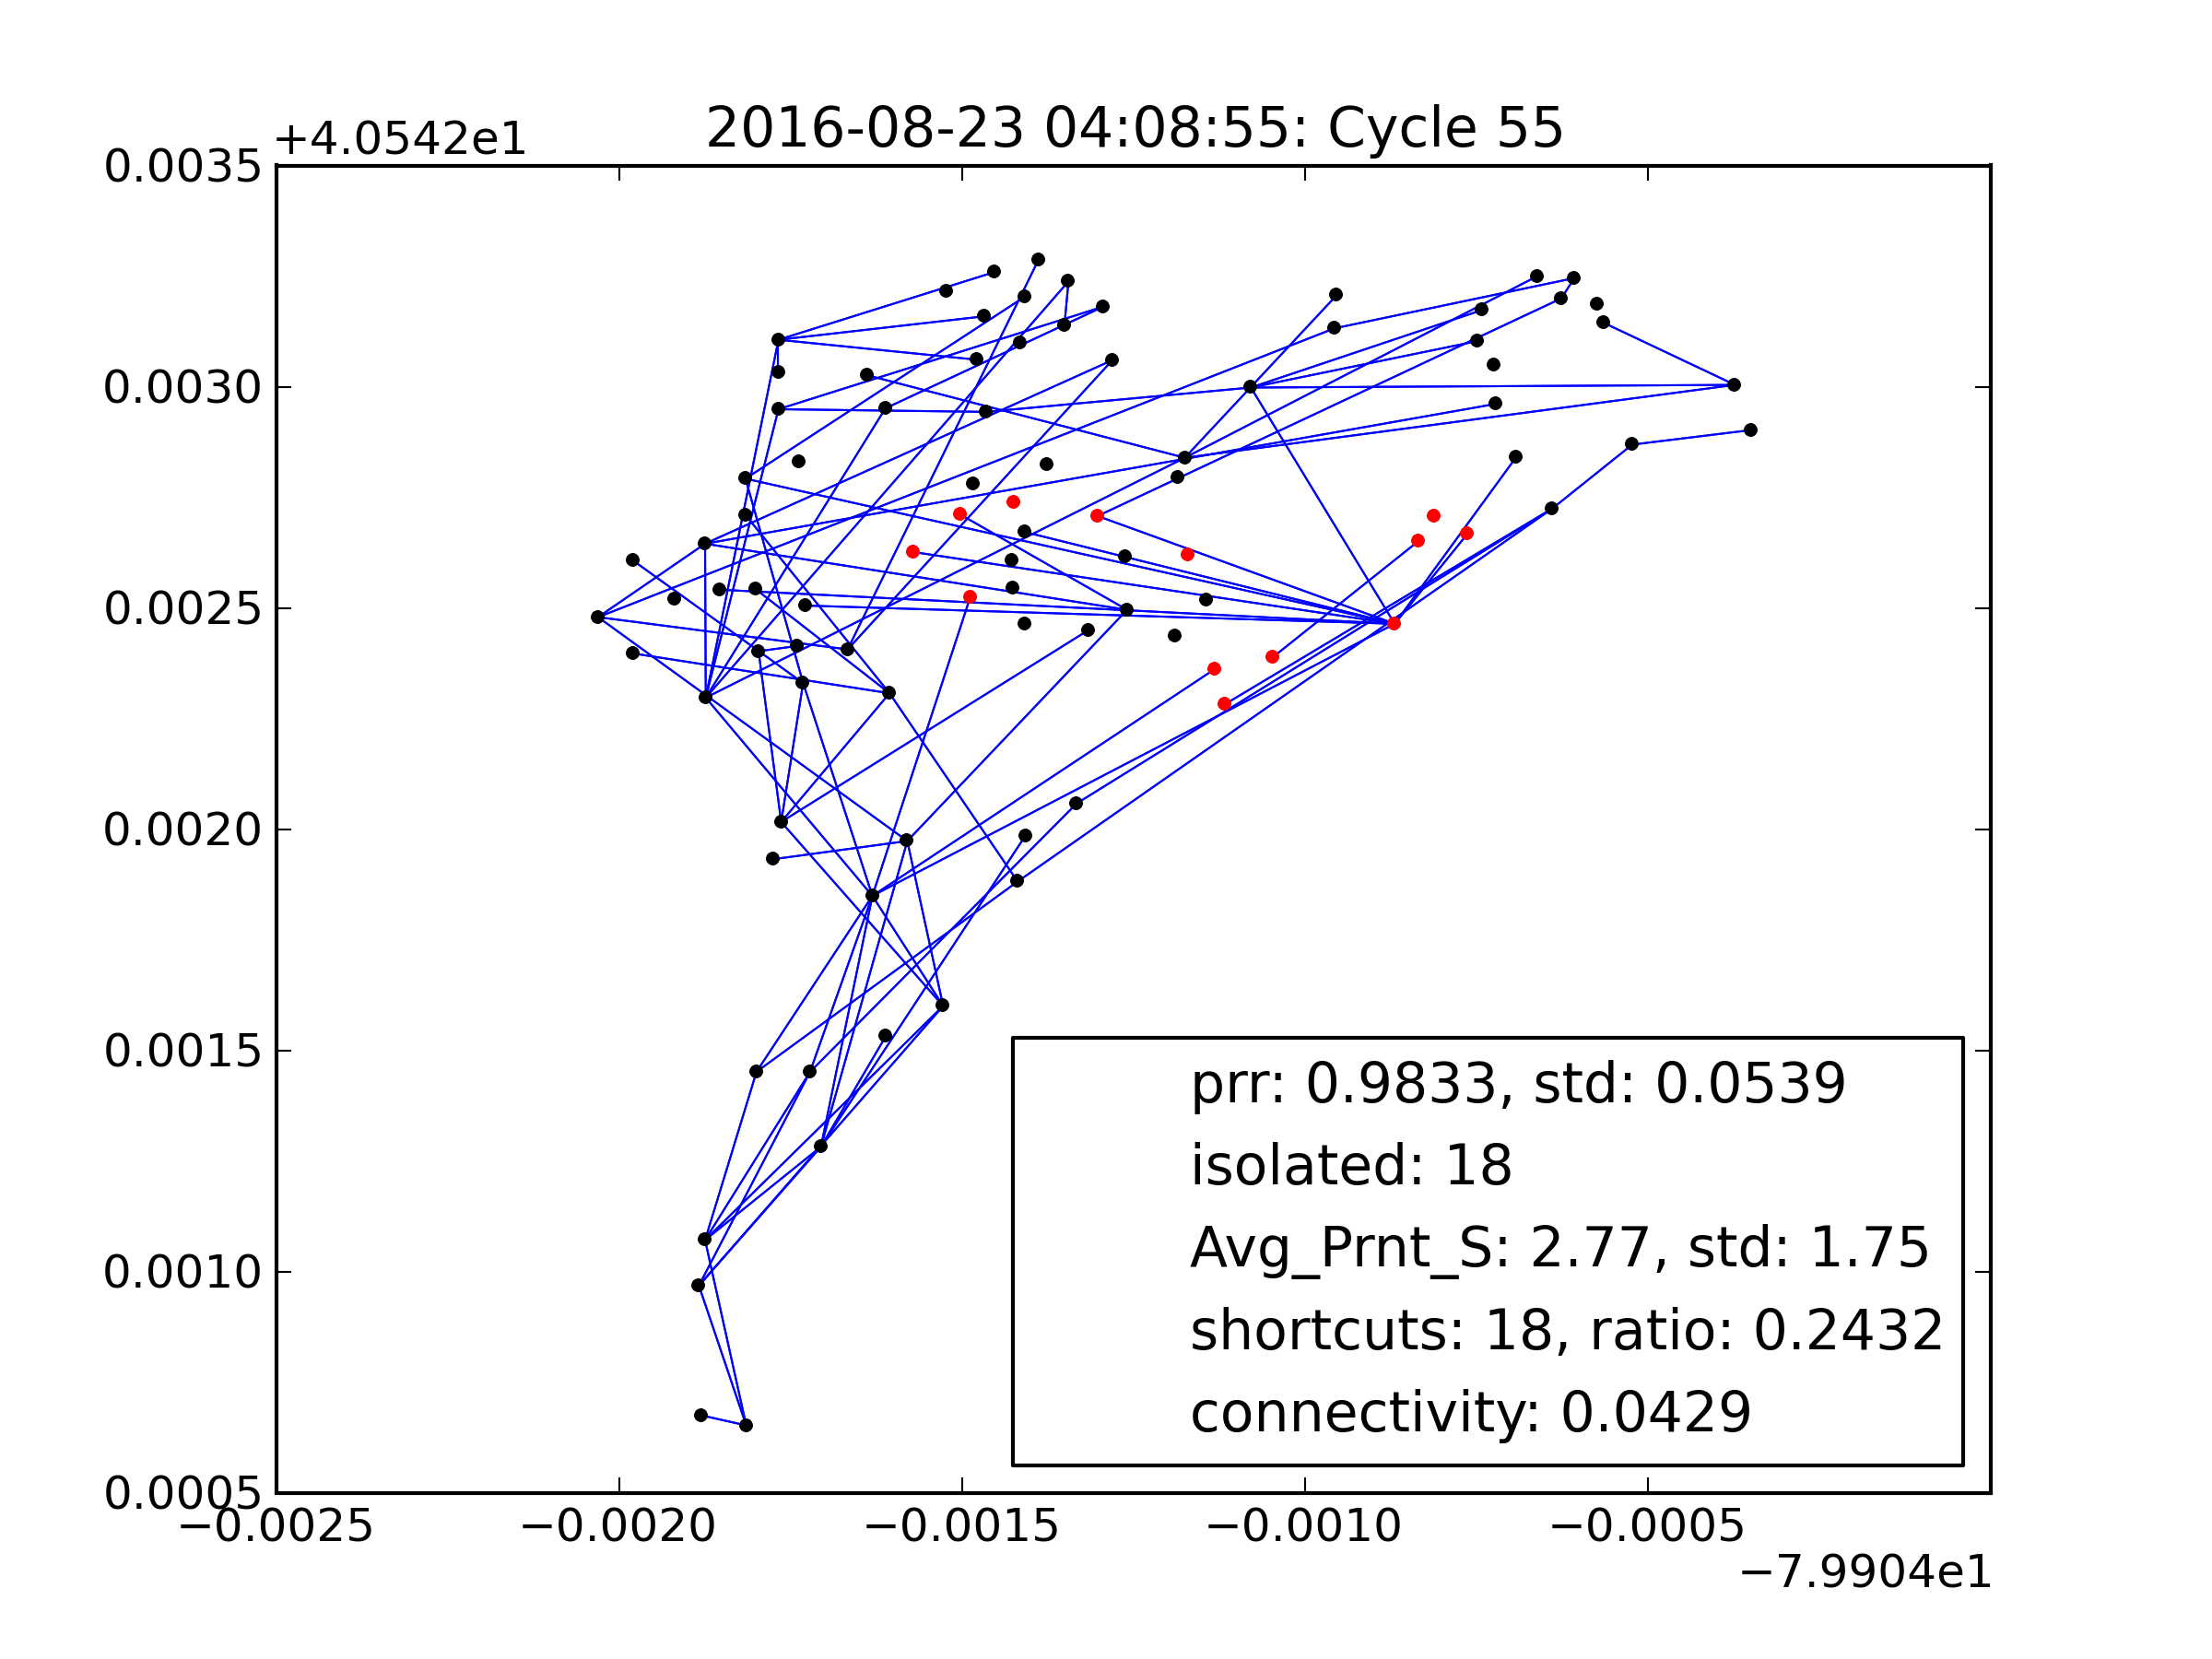 2016-08-23 04:08:55: Cycle 55
+4.0542e1
0.0035
0.0030
0.0025
0.0020
0.0015
0.0010
0.0005
prr: 0.9833, std: 0.0539
isolated: 18
Avg_Prnt_S: 2.77, std: 1.75
shortcuts: 18, ratio: 0.2432
connectivity: 0.0429
−0.0025 −0.0020 −0.0015 −0.0010 −0.0005
−7.9904e1